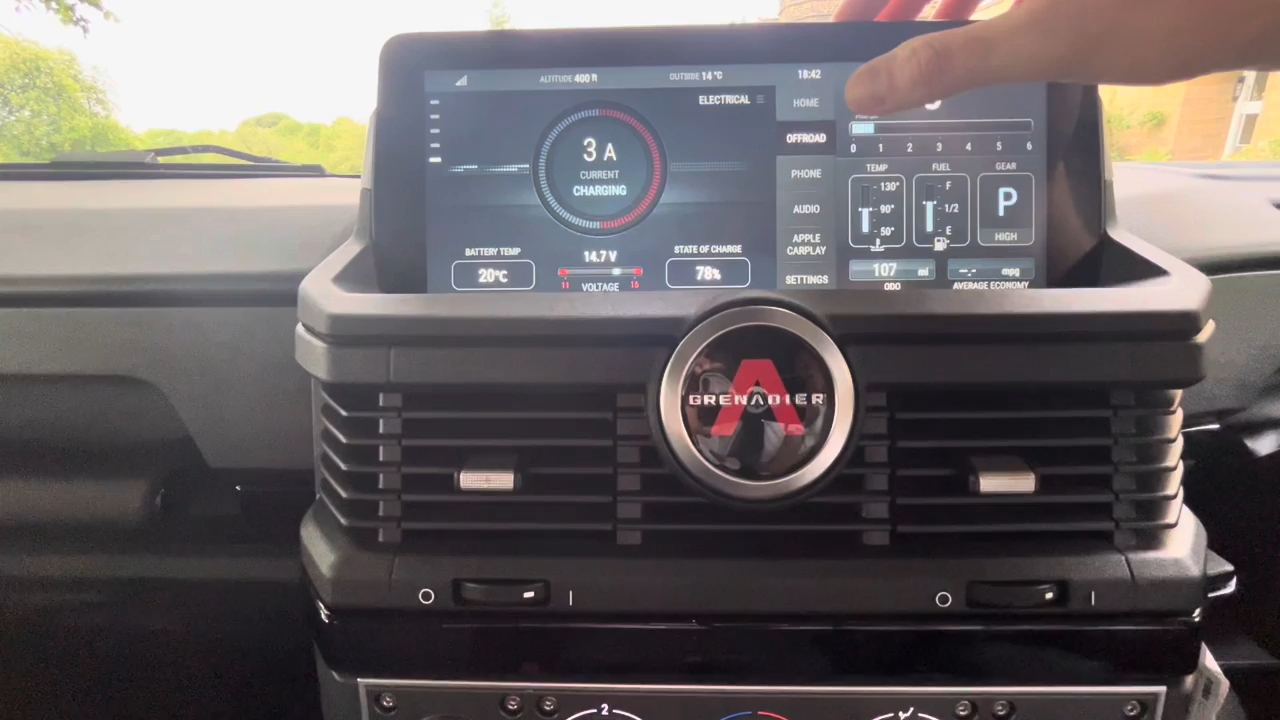 ALTITUDE 400 ft
OUTSIDE 14 °C
18:42
ELECTRICAL
3 A
CURRENT
CHARGING
BATTERY TEMP
20°C
14.7 V
11 15
VOLTAGE
STATE OF CHARGE
78%
HOME
OFFROAD
PHONE
AUDIO
APPLE
CARPLAY
SETTINGS
0 1 2 3 4 5 6
TEMP
130°
90°
50°
FUEL
F
1/2
E
GEAR
P
HIGH
107 mi
ODO
--.- mpg
AVERAGE ECONOMY
GRENADIER
2